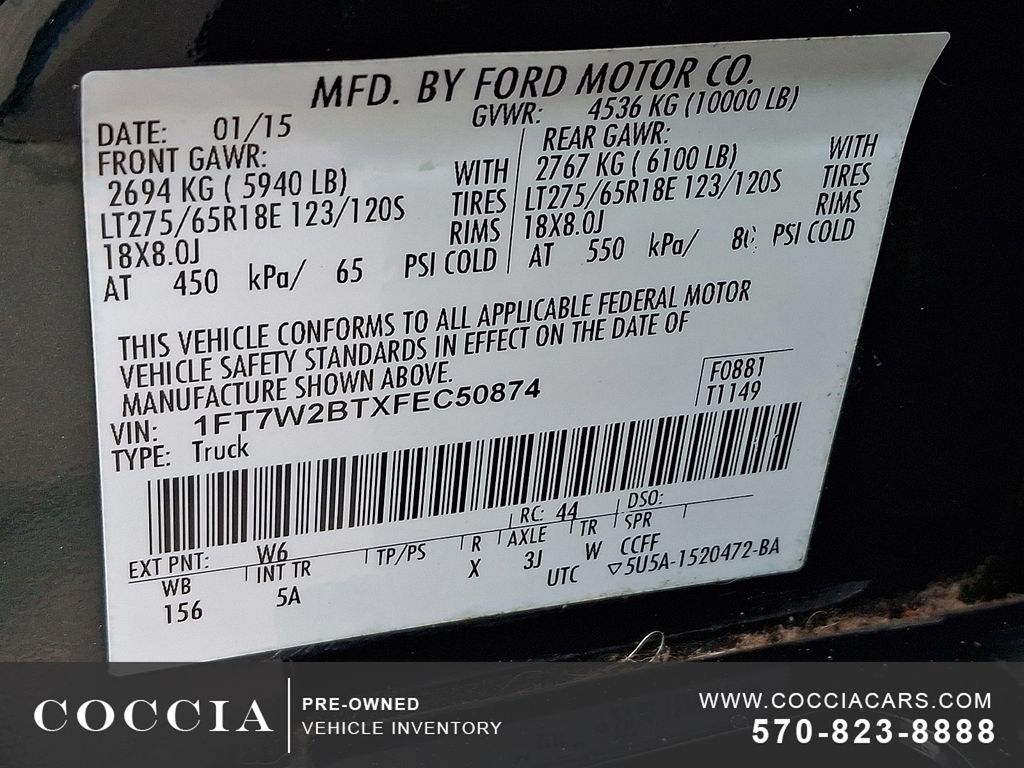 MFD. BY FORD MOTOR CO.
DATE: 01/15
GVWR: 4536 KG (10000 LB)
FRONT GAWR:
2694 KG ( 5940 LB) WITH
LT275/65R18E 123/120S TIRES
18X8.0J RIMS
AT 450 kPa/ 65 PSI COLD
REAR GAWR:
2767 KG ( 6100 LB) WITH
LT275/65R18E 123/120S TIRES
18X8.0J RIMS
AT 550 kPa/ PSI COLD
THIS VEHICLE CONFORMS TO ALL APPLICABLE FEDERAL MOTOR
VEHICLE SAFETY STANDARDS IN EFFECT ON THE DATE OF
MANUFACTURE SHOWN ABOVE.
VIN: 1FT7W2BTXFEC50874
TYPE: Truck
F0881
T1149
EXT PNT: W6 RC: 44 DSO:
WB INT TR TP/PS R AXLE TR SPR
156 5A X 3J W CCFF
UTC ▽5U5A-1520472-BA
COCCIA
PRE-OWNED
VEHICLE INVENTORY
WWW.COCCIACARS.COM
570-823-8888